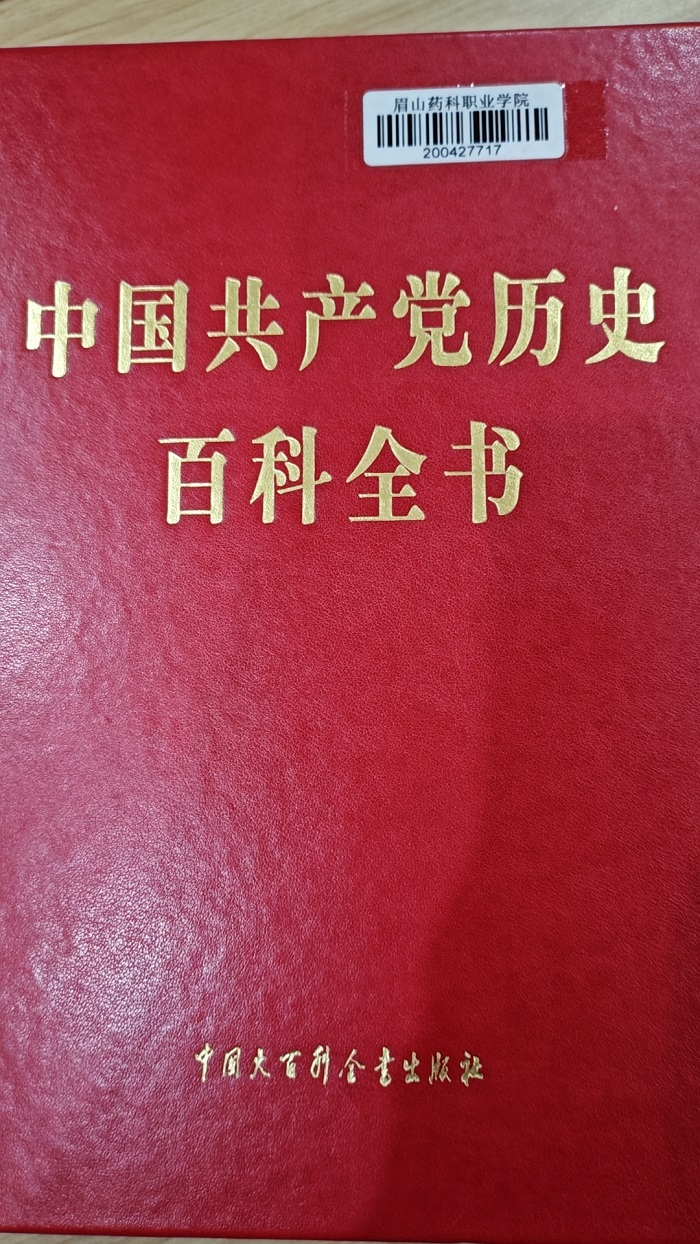 眉山药科职业学院
200427717
中国共产党历史
百科全书
中国大百科全书出版社